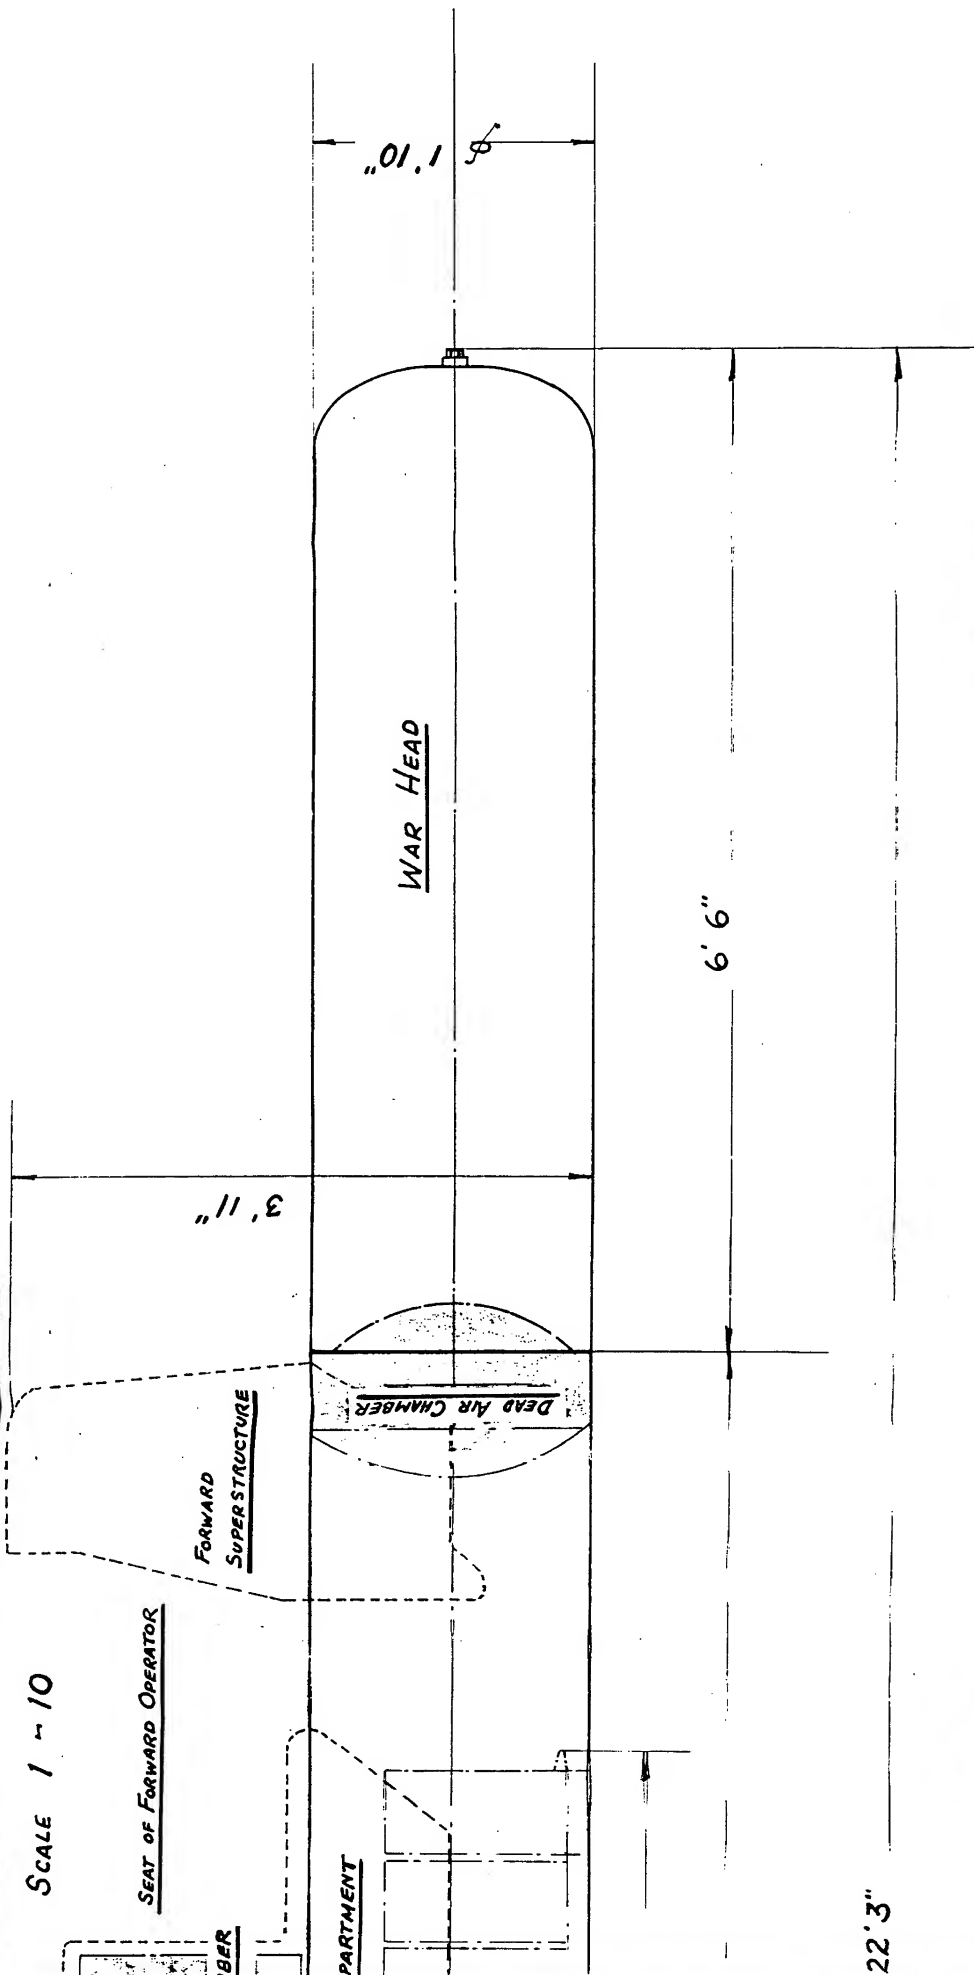 1' 10" ⌀
WAR HEAD
6' 6"
3' 11"
DEAD AIR CHAMBER
FORWARD
SUPERSTRUCTURE
SCALE 1 - 10
SEAT OF FORWARD OPERATOR
BER
PARTMENT
22' 3"